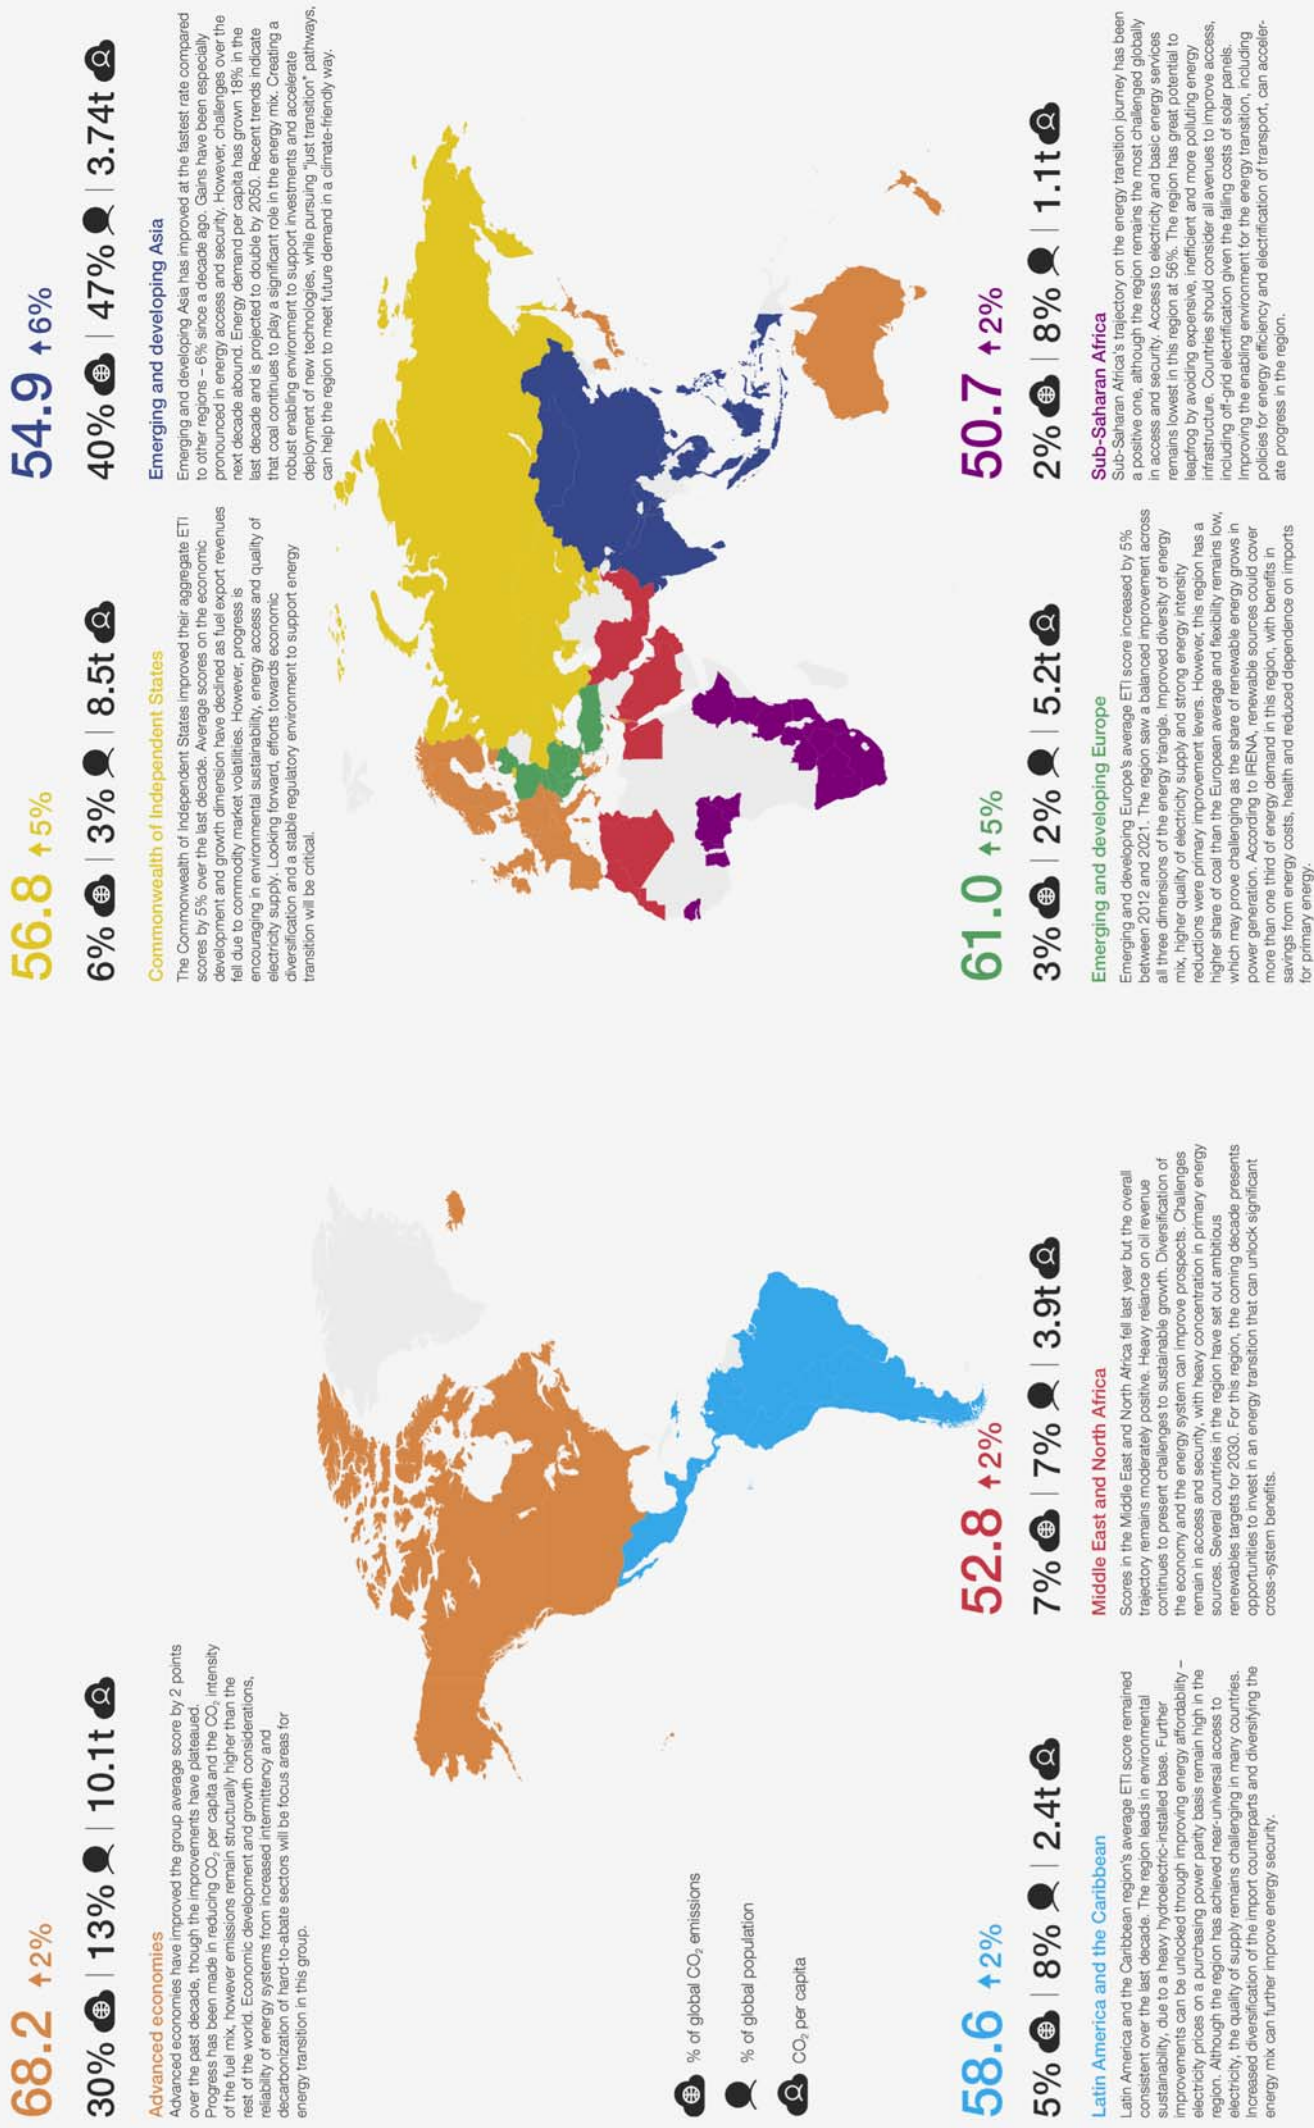 68.2 ↑2%
30% | 13% | 10.1t
Advanced economies
Advanced economies have improved the group average score by 2 points
over the past decade, though the improvements have plateaued.
Progress has been made in reducing CO₂ per capita and the CO₂ intensity
of the fuel mix, however emissions remain structurally higher than the
rest of the world. Economic development and growth considerations,
reliability of energy systems from increased intermittency and
decarbonization of hard-to-abate sectors will be focus areas for
energy transition in this group.
56.8 ↑5%
6% | 3% | 8.5t
Commonwealth of Independent States
The Commonwealth of Independent States improved their aggregate ETI
scores by 5% over the last decade. Average scores on the economic
development and growth dimension have declined as fuel export revenues
fell due to commodity market volatilities. However, progress is
encouraging in environmental sustainability, energy access and quality of
electricity supply. Looking forward, efforts towards economic
diversification and a stable regulatory environment to support energy
transition will be critical.
54.9 ↑6%
40% | 47% | 3.74t
Emerging and developing Asia
Emerging and developing Asia has improved at the fastest rate compared
to other regions – 6% since a decade ago. Gains have been especially
pronounced in energy access and security. However, challenges over the
next decade abound. Energy demand per capita has grown 18% in the
last decade and is projected to double by 2050. Recent trends indicate
that coal continues to play a significant role in the energy mix. Creating a
robust enabling environment to support investments and accelerate
deployment of new technologies, while pursuing "just transition" pathways,
can help the region to meet future demand in a climate-friendly way.
% of global CO₂ emissions
% of global population
CO₂ per capita
58.6 ↑2%
5% | 8% | 2.4t
Latin America and the Caribbean
Latin America and the Caribbean region's average ETI score remained
consistent over the last decade. The region leads in environmental
sustainability, due to a heavy hydroelectric-installed base. Further
improvements can be unlocked through improving energy affordability –
electricity prices on a purchasing power parity basis remain high in the
region. Although the region has achieved near-universal access to
electricity, the quality of supply remains challenging in many countries.
Increased diversification of the import counterparts and diversifying the
energy mix can further improve energy security.
52.8 ↑2%
7% | 7% | 3.9t
Middle East and North Africa
Scores in the Middle East and North Africa fell last year but the overall
trajectory remains moderately positive. Heavy reliance on oil revenue
continues to present challenges to sustainable growth. Diversification of
the economy and the energy system can improve prospects. Challenges
remain in access and security, with heavy concentration in primary energy
sources. Several countries in the region have set out ambitious
renewables targets for 2030. For this region, the coming decade presents
opportunities to invest in an energy transition that can unlock significant
cross-system benefits.
61.0 ↑5%
3% | 2% | 5.2t
Emerging and developing Europe
Emerging and developing Europe's average ETI score increased by 5%
between 2012 and 2021. The region saw a balanced improvement across
all three dimensions of the energy triangle. Improved diversity of energy
mix, higher quality of electricity supply and strong energy intensity
reductions were primary improvement levers. However, this region has a
higher share of coal than the European average and flexibility remains low,
which may prove challenging as the share of renewable energy grows in
power generation. According to IRENA, renewable sources could cover
more than one third of energy demand in this region, with benefits in
savings from energy costs, health and reduced dependence on imports
for primary energy.
50.7 ↑2%
2% | 8% | 1.1t
Sub-Saharan Africa
Sub-Saharan Africa's trajectory on the energy transition journey has been
a positive one, although the region remains the most challenged globally
in access and security. Access to electricity and basic energy services
remains lowest in this region at 56%. The region has great potential to
leapfrog by avoiding expensive, inefficient and more polluting energy
infrastructure. Countries should consider all avenues to improve access,
including off-grid electrification given the falling costs of solar panels.
Improving the enabling environment for the energy transition, including
policies for energy efficiency and electrification of transport, can acceler-
ate progress in the region.